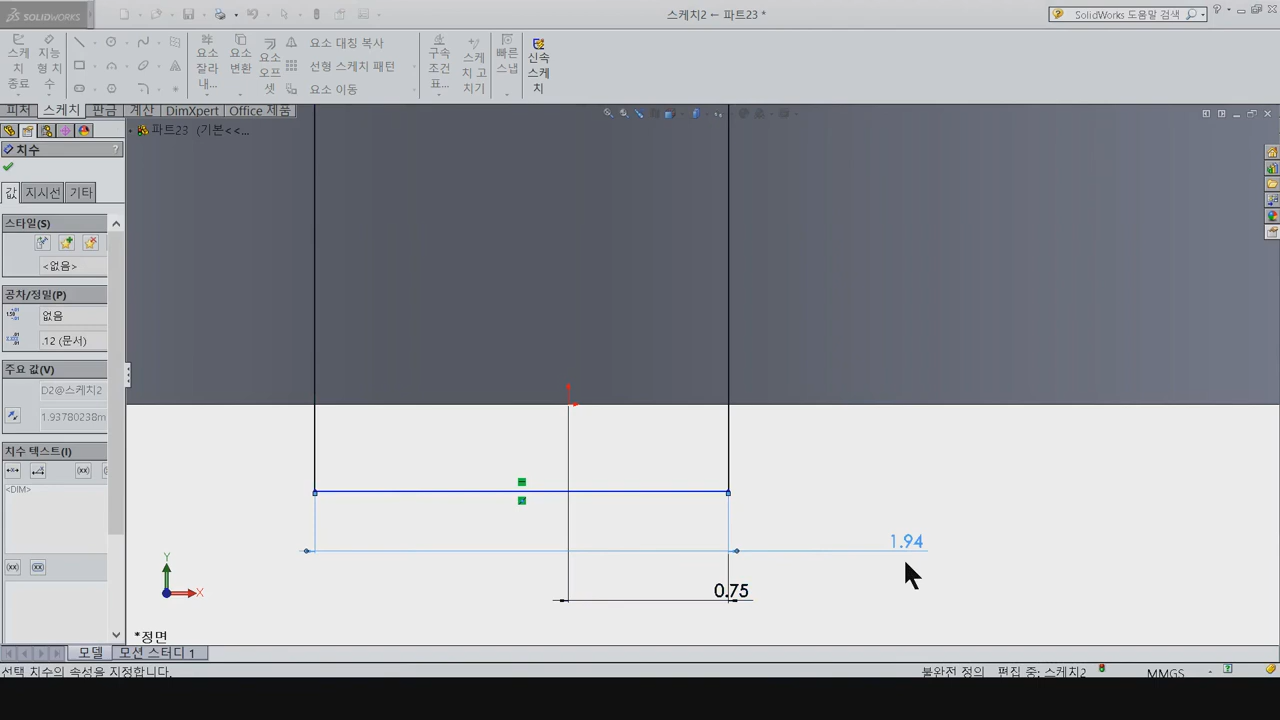 SOLIDWORKS
스케치2 ← 파트23 *
SolidWorks 도움말 검색
스케치 종료
지능형 치수
요소 잘라내...
요소 변환
요소 오프셋
요소 대칭 복사
선형 스케치 패턴
요소 이동
구속조건 표...
스케치 고치기
빠른 스냅
신속 스케치
피처 스케치 판금 계산 DimXpert Office 제품
파트23 (기본<<...
치수 ?
값 지시선 기타
스타일(S)
<없음>
공차/정밀(P)
없음
.12 (문서)
주요 값(V)
D2@스케치2
1.93780238m
치수 텍스트(I)
(xx)
<DIM>
(xx)
1.94
0.75
Y
X
*정면
모델 모션 스터디 1
선택 치수의 속성을 지정합니다.
불완전 정의 편집 중: 스케치2 MMGS